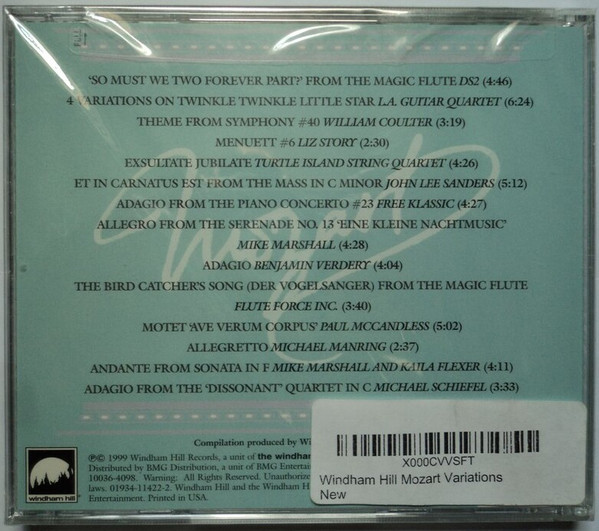 'SO MUST WE TWO FOREVER PART?' FROM THE MAGIC FLUTE DS2 (4:46)
4 VARIATIONS ON TWINKLE TWINKLE LITTLE STAR L.A. GUITAR QUARTET (6:24)
THEME FROM SYMPHONY #40 WILLIAM COULTER (3:19)
MENUETT #6 LIZ STORY (2:30)
EXSULTATE JUBILATE TURTLE ISLAND STRING QUARTET (4:26)
ET IN CARNATUS EST FROM THE MASS IN C MINOR JOHN LEE SANDERS (5:12)
ADAGIO FROM THE PIANO CONCERTO #23 FREE KLASSIC (4:27)
ALLEGRO FROM THE SERENADE NO. 13 'EINE KLEINE NACHTMUSIC'
MIKE MARSHALL (4:28)
ADAGIO BENJAMIN VERDERY (4:04)
THE BIRD CATCHER'S SONG (DER VOGELSANGER) FROM THE MAGIC FLUTE
FLUTE FORCE INC. (3:40)
MOTET 'AVE VERUM CORPUS' PAUL MCCANDLESS (5:02)
ALLEGRETTO MICHAEL MANRING (2:37)
ANDANTE FROM SONATA IN F MIKE MARSHALL AND KAILA FLEXER (4:11)
ADAGIO FROM THE 'DISSONANT' QUARTET IN C MICHAEL SCHIEFEL (3:33)
Mozart
Compilation produced by
℗© 1999 Windham Hill Records, a unit of the windham
Distributed by BMG Distribution, a unit of BMG
10036-4098. Warning: All Rights Reserved.
laws. 01934-11422-2. Windham Hill and the Windham
Entertainment. Printed in USA.
windham hill
X000CVVSFT
Windham Hill Mozart Variations
New